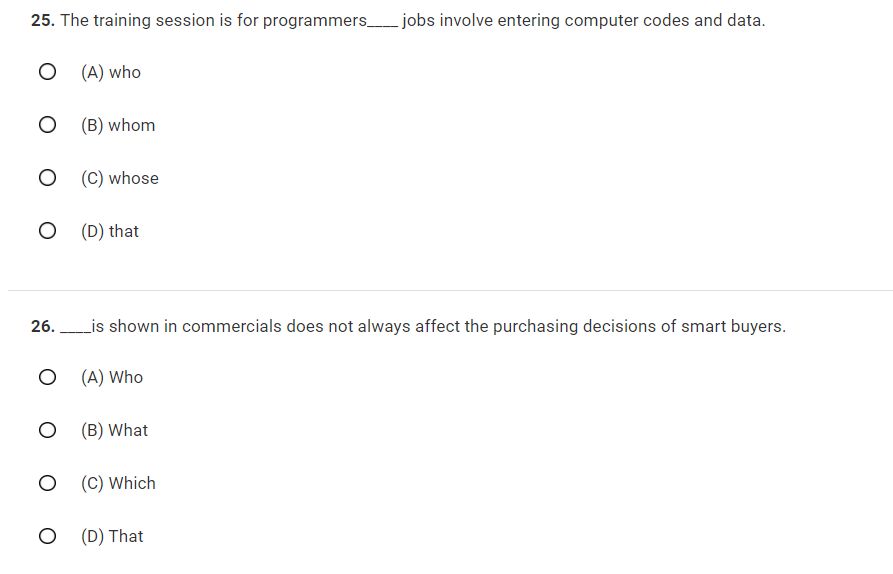 25. The training session is for programmers____ jobs involve entering computer codes and data.
(A) who
(B) whom
(C) whose
(D) that
26. ____is shown in commercials does not always affect the purchasing decisions of smart buyers.
(A) Who
(B) What
(C) Which
(D) That